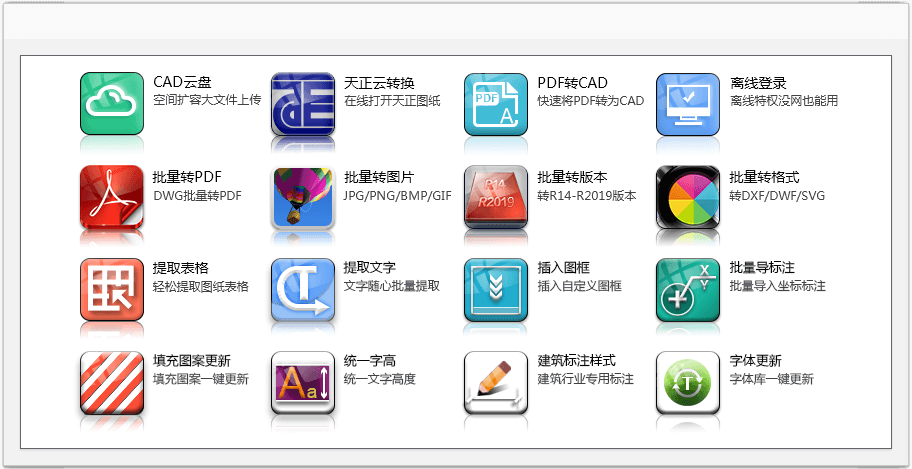 CAD云盘
空间扩容大文件上传
天正云转换
在线打开天正图纸
PDF转CAD
快速将PDF转为CAD
PDF
A
离线登录
离线特权没网也能用
批量转PDF
DWG批量转PDF
批量转图片
JPG/PNG/BMP/GIF
R14
R2019
批量转版本
转R14-R2019版本
批量转格式
转DXF/DWF/SVG
提取表格
轻松提取图纸表格
T
提取文字
文字随心批量提取
插入图框
插入自定义图框
X
Y
批量导标注
批量导入坐标标注
填充图案更新
填充图案一键更新
Aa
统一字高
统一文字高度
建筑标注样式
建筑行业专用标注
T
字体更新
字体库一键更新